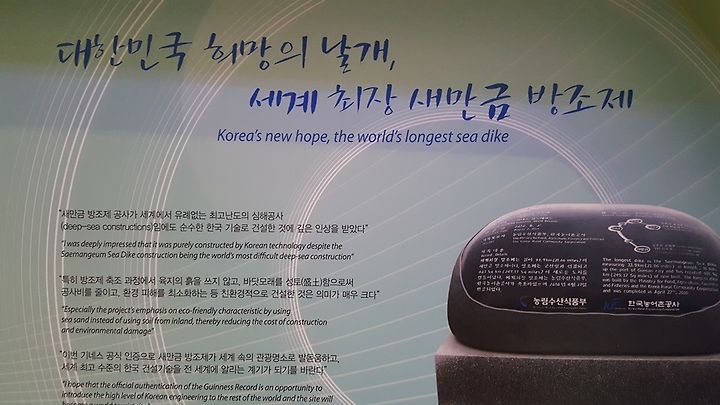 대한민국 희망의 날개,
세계 최장 새만금 방조제
Korea's new hope, the world's longest sea dike
"새만금 방조제 공사가 세계에서 유례없는 최고난도의 심해공사
(deep-sea constructions)임에도 순수한 한국 기술로 건설한 것에 깊은 인상을 받았다"
"I was deeply impressed that it was purely constructed by Korean technology despite the
Saemangeum Sea Dike construction being the world's most difficult deep-sea construction"
"특히 방조제 축조 과정에서 육지의 흙을 쓰지 않고, 바닷모래를 성토(盛土)함으로써
공사비를 줄이고, 환경 피해를 최소화하는 등 친환경적으로 건설한 것은 의미가 매우 크다"
"Especially the project's emphasis on eco-friendly characteristic by using
sea sand instead of using soil from inland, thereby reducing the cost of construction
and environmental damage"
"이번 기네스 공식 인증으로 새만금 방조제가 세계 속의 관광명소로 발돋움하고,
세계 최고 수준의 한국 건설기술을 전 세계에 알리는 계기가 되기를 바란다"
"I hope that the official authentication of the Guinness Record is an opportunity to
introduce the high level of Korean engineering to the rest of the world and the site will
The longest dike is the Saemangeum Sea Dike
and was completed in April 27th, 2010
농림수산식품부
한국농어촌공사